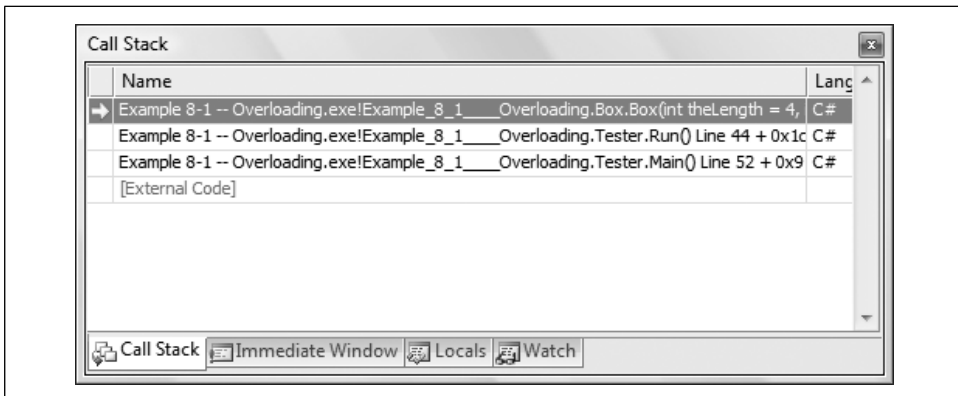 Call Stack
Name Lang
Example 8-1 -- Overloading.exe!Example_8_1____Overloading.Box.Box(int theLength = 4, C#
Example 8-1 -- Overloading.exe!Example_8_1____Overloading.Tester.Run() Line 44 + 0x1c C#
Example 8-1 -- Overloading.exe!Example_8_1____Overloading.Tester.Main() Line 52 + 0x9 C#
[External Code]
Call Stack Immediate Window Locals Watch